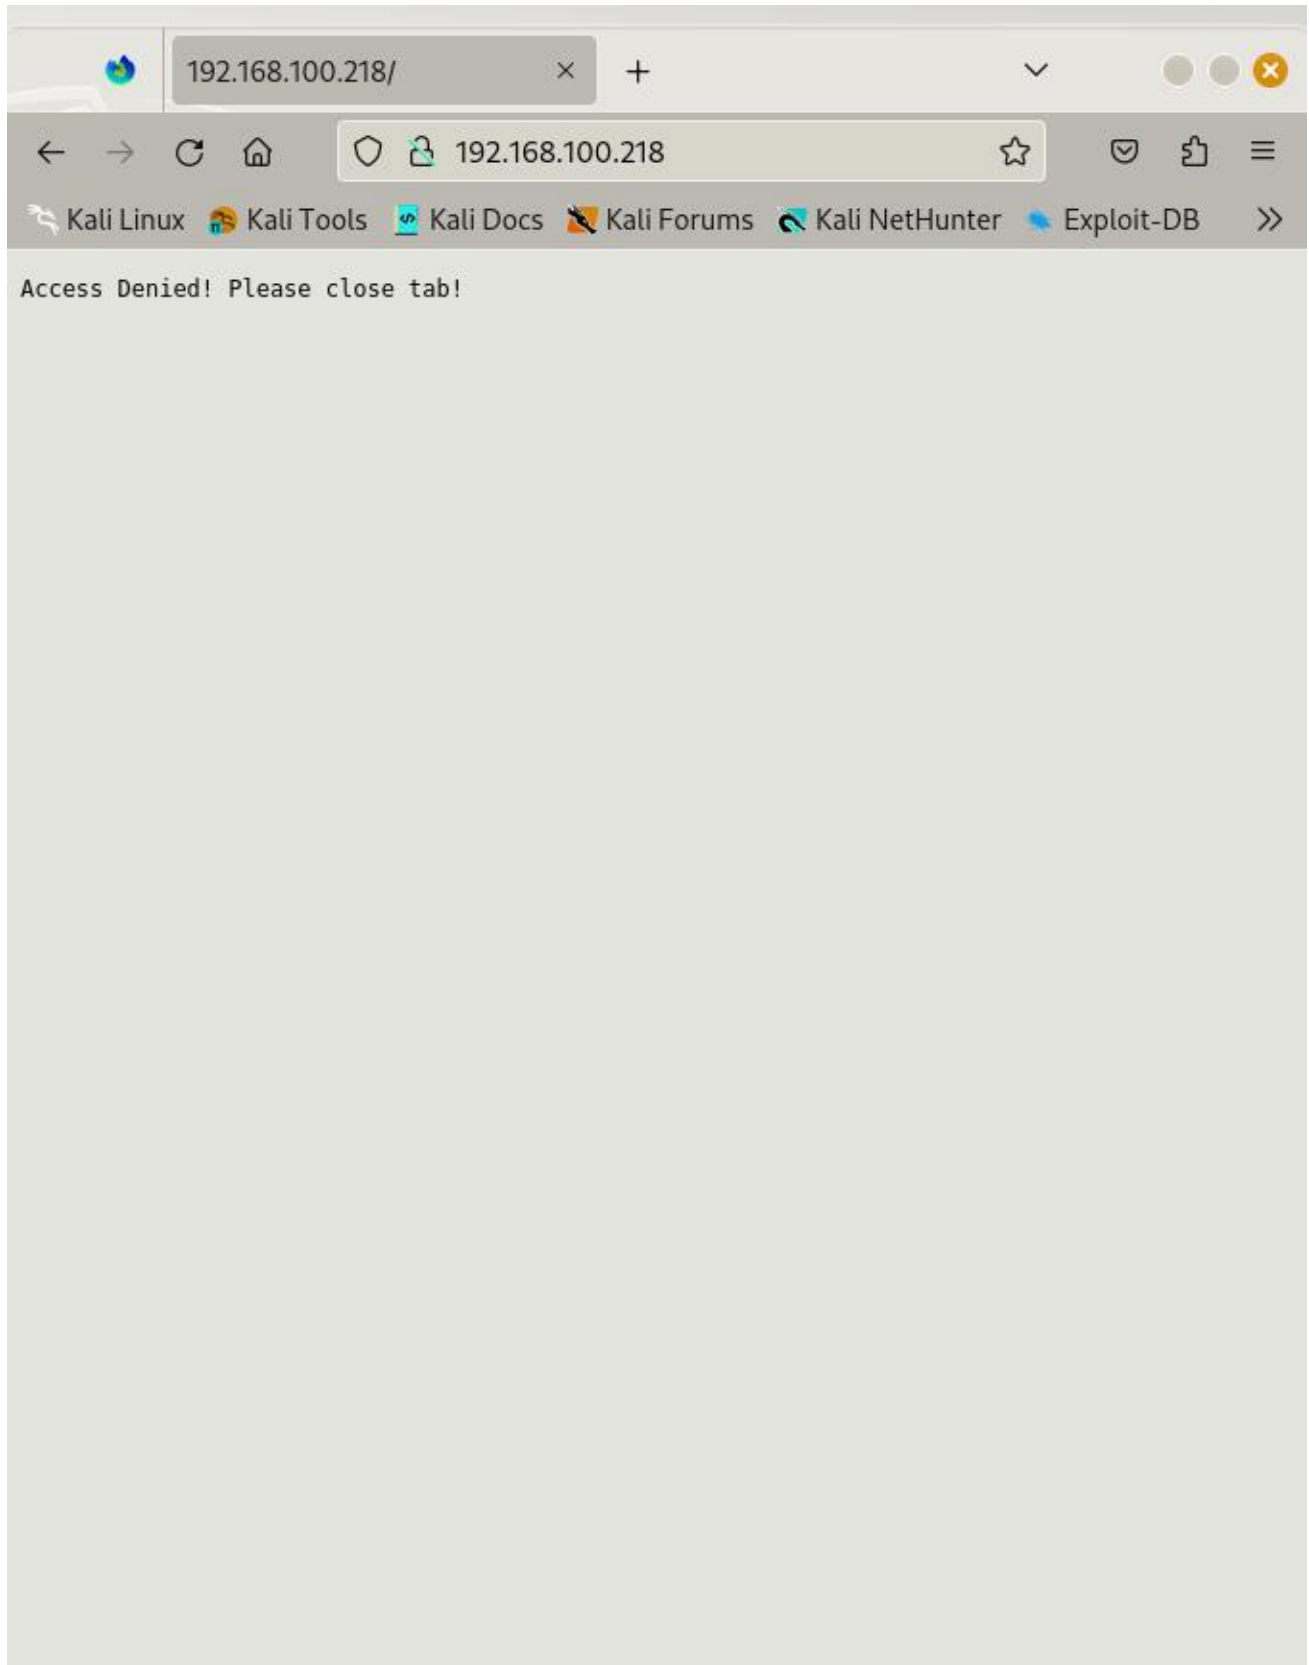 192.168.100.218/
192.168.100.218
Kali Linux Kali Tools Kali Docs Kali Forums Kali NetHunter Exploit-DB
Access Denied! Please close tab!